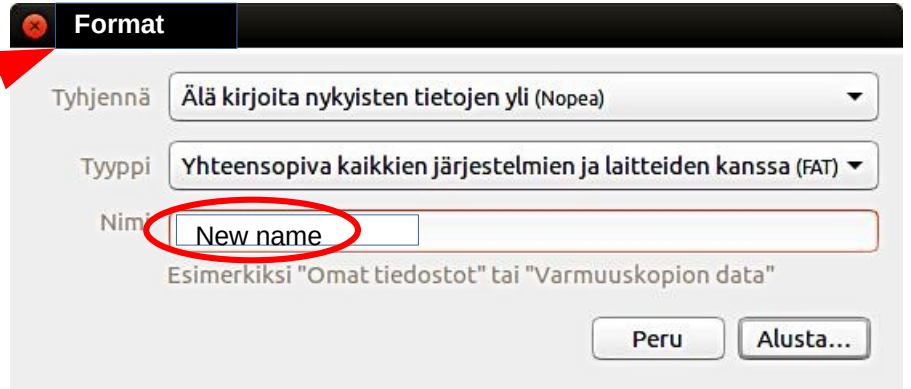 Format
Tyhjennä Älä kirjoita nykyisten tietojen yli (Nopea)
Tyyppi Yhteensopiva kaikkien järjestelmien ja laitteiden kanssa (FAT)
Nimi New name
Esimerkiksi "Omat tiedostot" tai "Varmuuskopion data"
Peru Alusta...